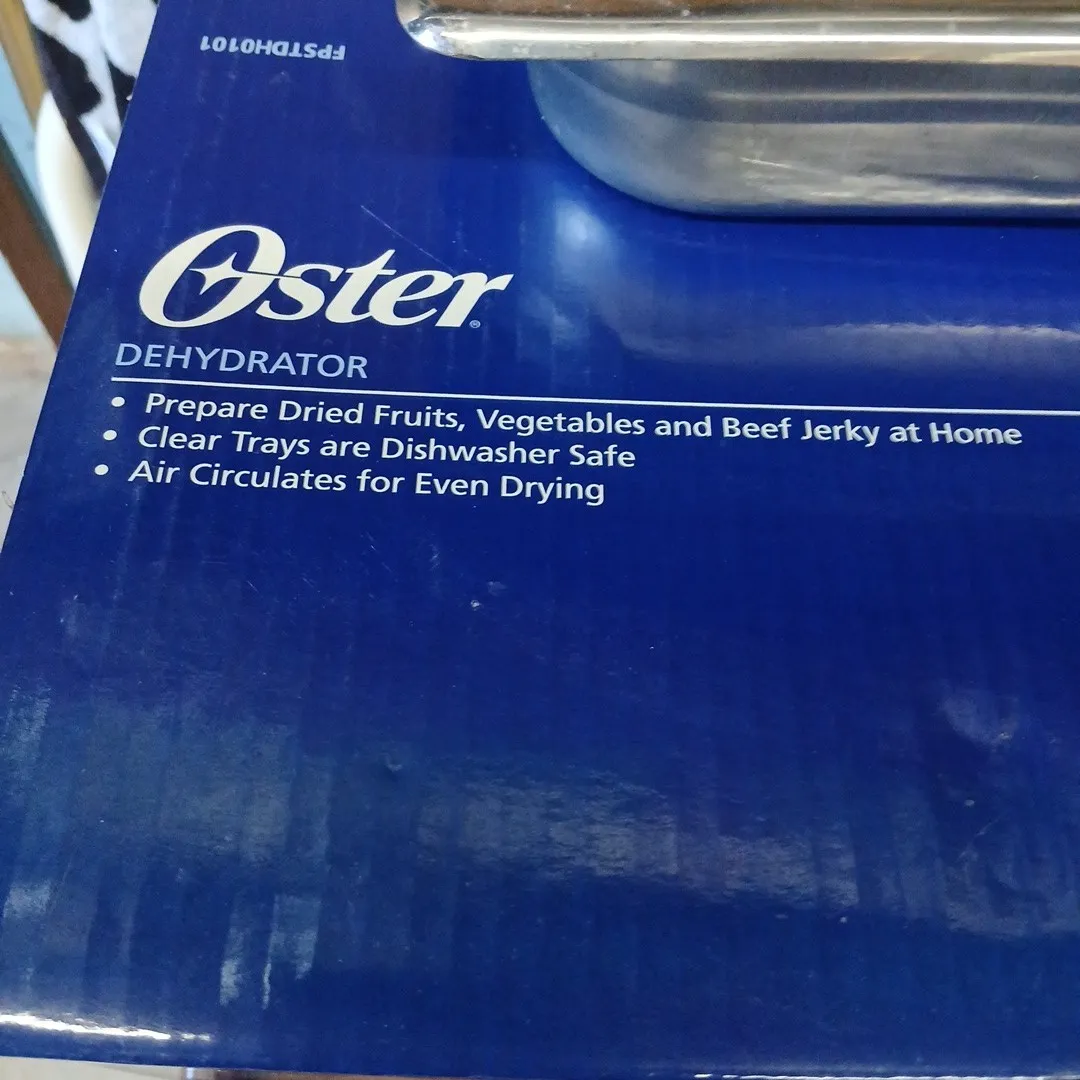 FPSTDH0101
Oster®
DEHYDRATOR
• Prepare Dried Fruits, Vegetables and Beef Jerky at Home
• Clear Trays are Dishwasher Safe
• Air Circulates for Even Drying